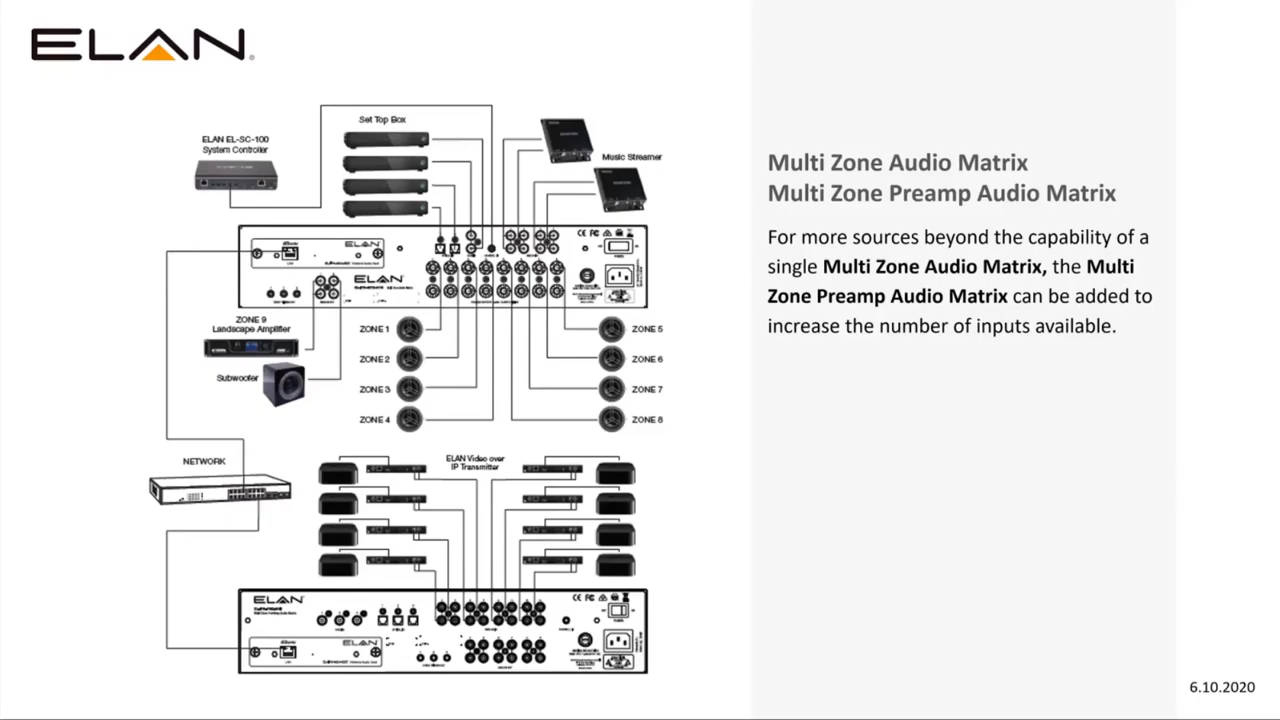 ELAN
ELAN EL-SC-100
System Controller
Set Top Box
Music Streamer
ELAN
ELAN
ZONE 9
Landscape Amplifier
Subwoofer
ZONE 1
ZONE 2
ZONE 3
ZONE 4
ZONE 5
ZONE 6
ZONE 7
ZONE 8
NETWORK
ELAN Video over
IP Transmitter
ELAN
ELAN
Multi Zone Audio Matrix
Multi Zone Preamp Audio Matrix
For more sources beyond the capability of a
single Multi Zone Audio Matrix, the Multi
Zone Preamp Audio Matrix can be added to
increase the number of inputs available.
6.10.2020